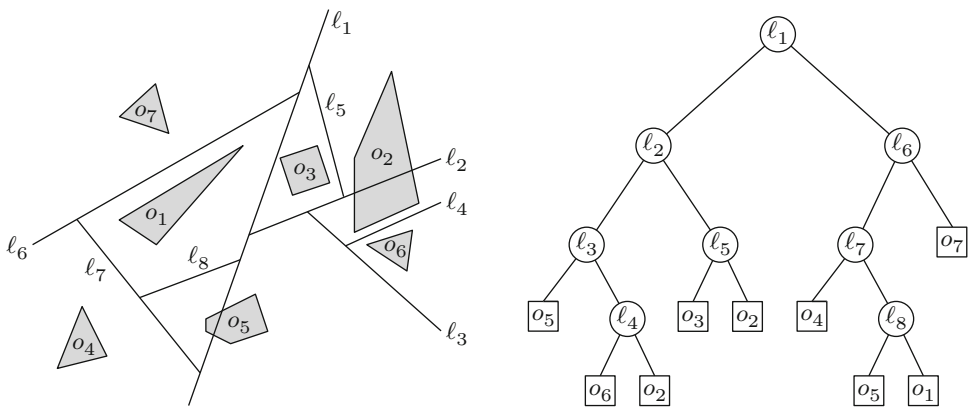 ℓ₁
ℓ₅
o₇
o₂
ℓ₂
o₃
ℓ₄
o₁
ℓ₆
o₆
ℓ₈
ℓ₇
o₅
ℓ₃
o₄
ℓ₁
ℓ₂ ℓ₆
ℓ₃ ℓ₅ ℓ₇ o₇
o₅ ℓ₄ o₃ o₂ o₄ ℓ₈
o₆ o₂ o₅ o₁